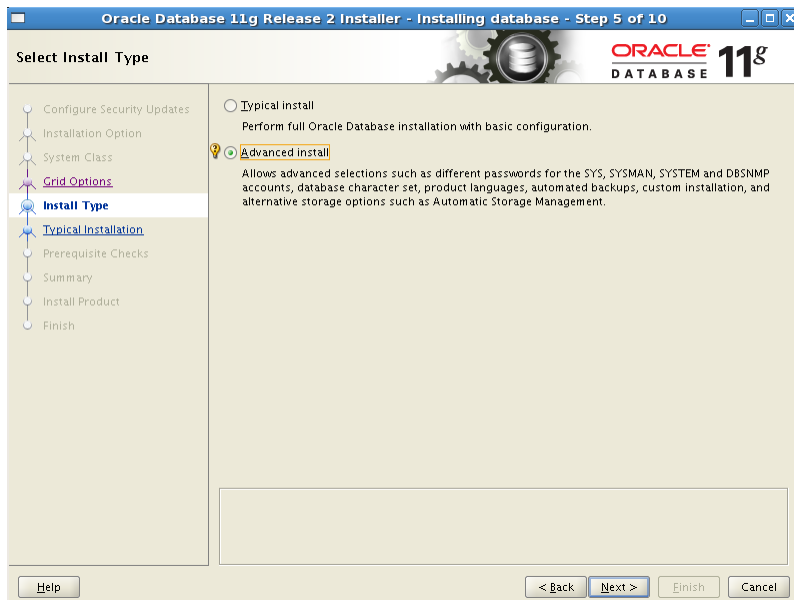 Oracle Database 11g Release 2 Installer - Installing database - Step 5 of 10
Select Install Type
ORACLE
DATABASE
11g
Configure Security Updates
Installation Option
System Class
Grid Options
Install Type
Typical Installation
Prerequisite Checks
Summary
Install Product
Finish
Typical install
Perform full Oracle Database installation with basic configuration.
Advanced install
Allows advanced selections such as different passwords for the SYS, SYSMAN, SYSTEM and DBSNMP
accounts, database character set, product languages, automated backups, custom installation, and
alternative storage options such as Automatic Storage Management.
Help
< Back
Next >
Finish
Cancel